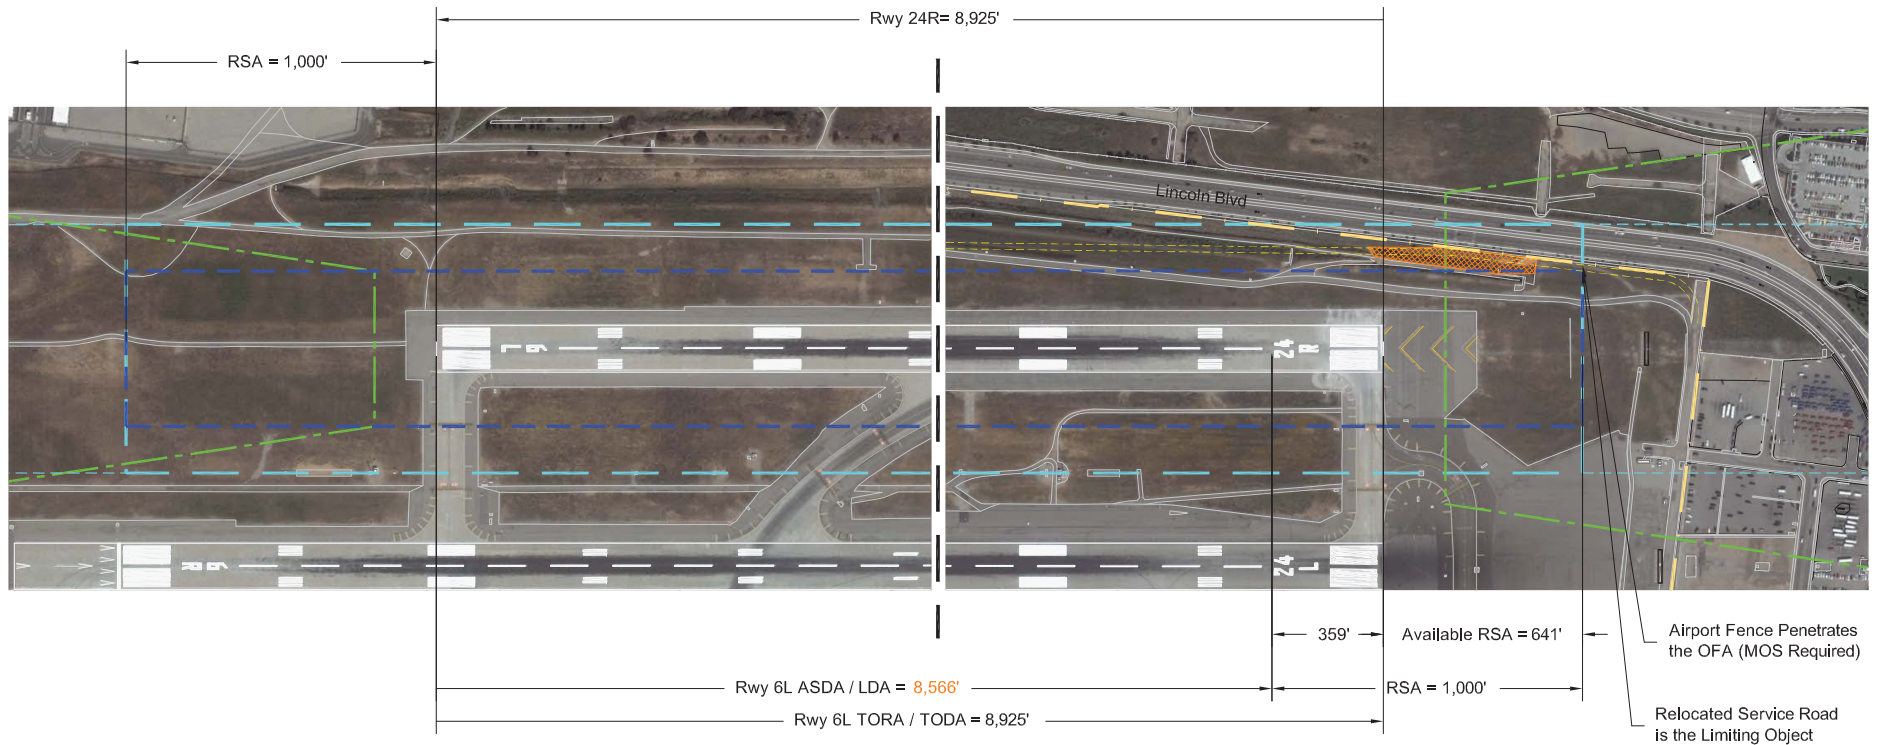 Rwy 24R= 8,925'
RSA = 1,000'
Lincoln Blvd
6L
24
R
6R
24
L
359'
Available RSA = 641'
Airport Fence Penetrates
the OFA (MOS Required)
Rwy 6L ASDA / LDA = 8,566'
RSA = 1,000'
Rwy 6L TORA / TODA = 8,925'
Relocated Service Road
is the Limiting Object